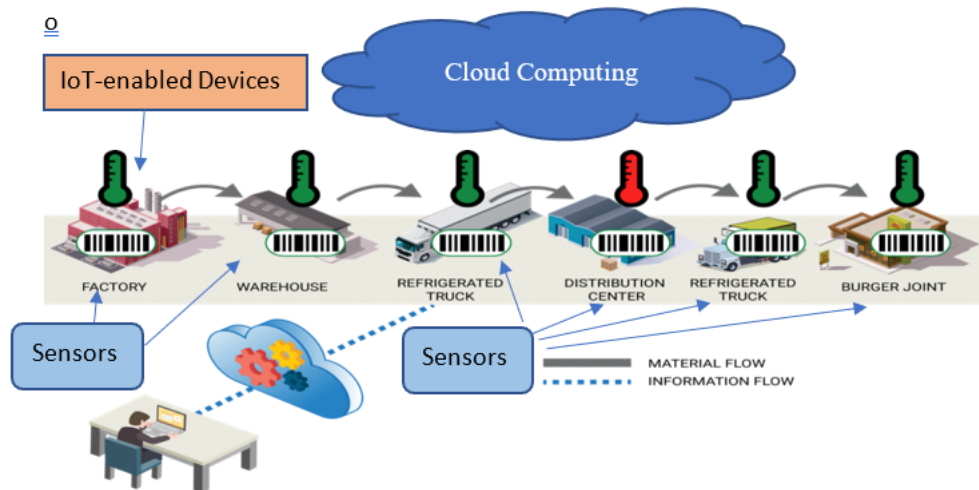 o
IoT-enabled Devices
Cloud Computing
FACTORY
WAREHOUSE
REFRIGERATED
TRUCK
DISTRIBUTION
CENTER
REFRIGERATED
TRUCK
BURGER JOINT
Sensors
Sensors
MATERIAL FLOW
INFORMATION FLOW